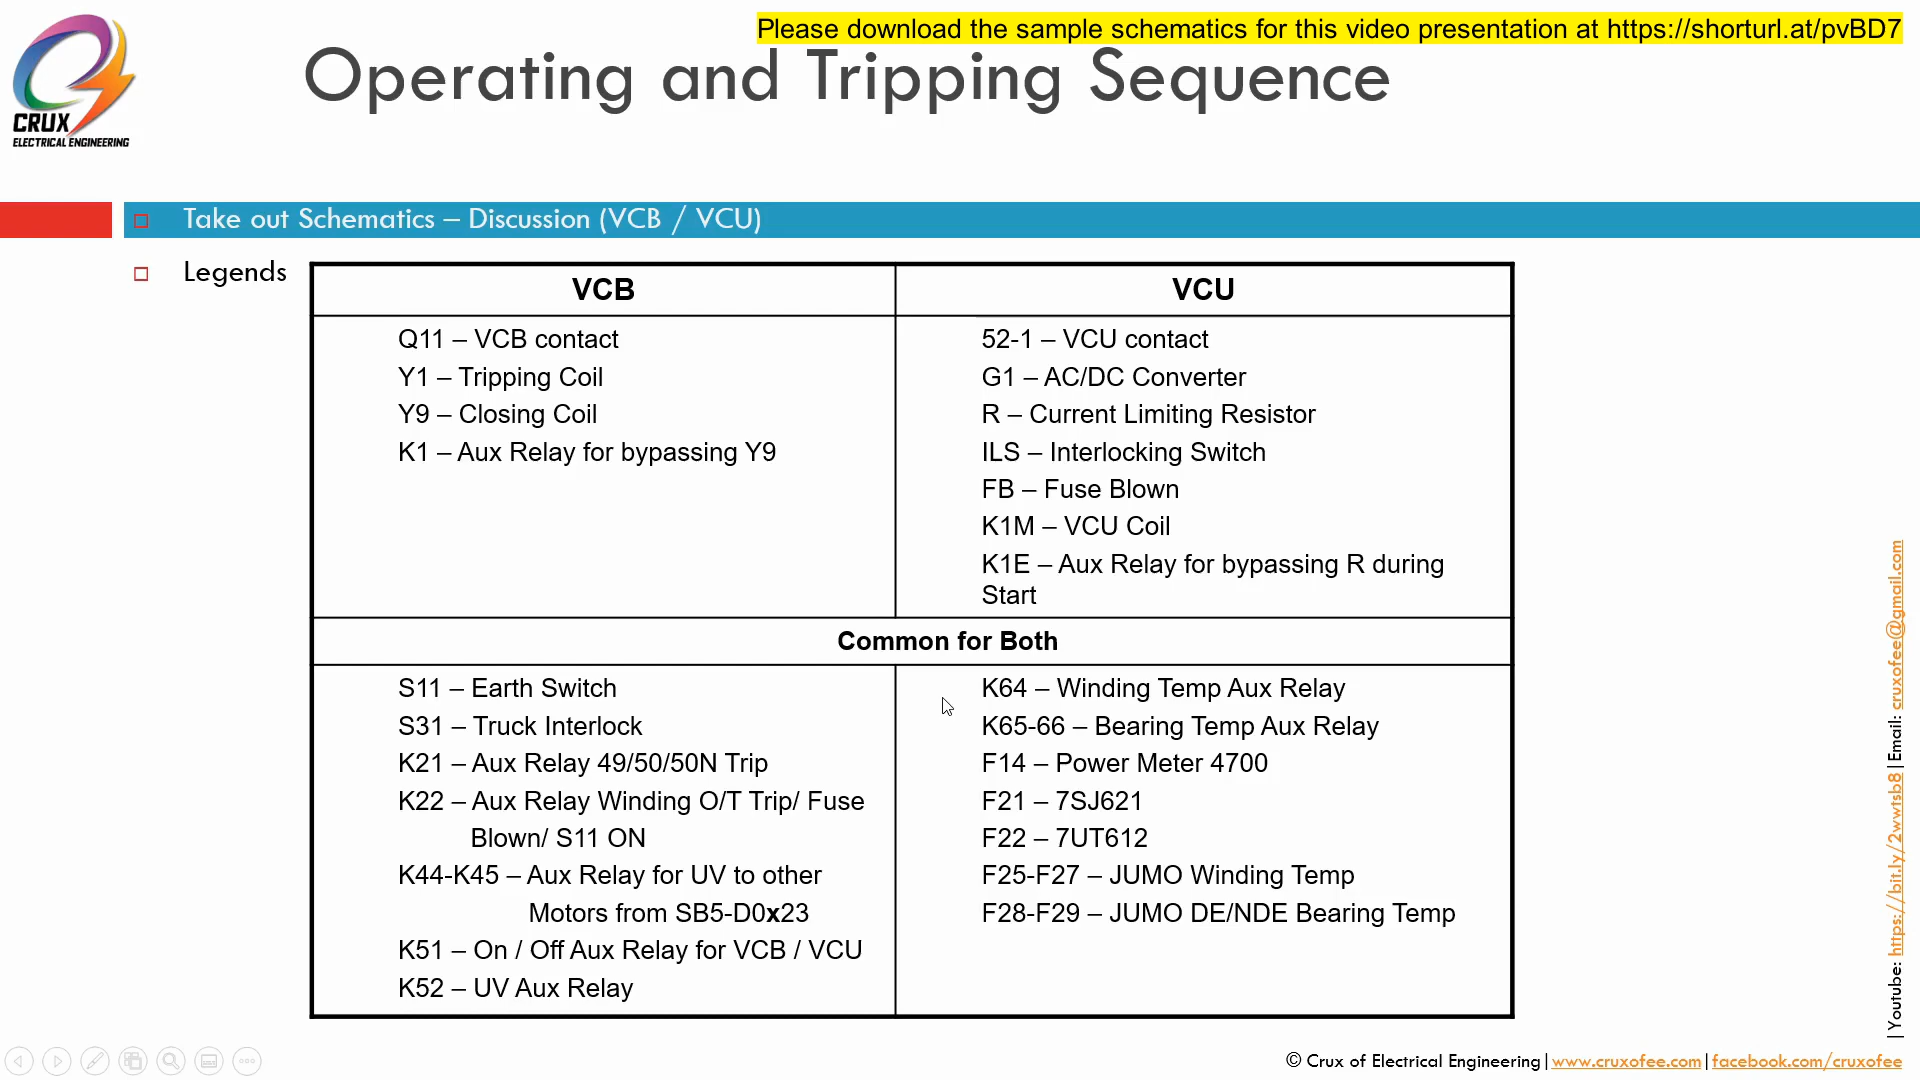 Please download the sample schematics for this video presentation at https://shorturl.at/pvBD7
CRUX
ELECTRICAL ENGINEERING
Operating and Tripping Sequence
Take out Schematics – Discussion (VCB / VCU)
Legends
VCB
VCU
Q11 – VCB contact
Y1 – Tripping Coil
Y9 – Closing Coil
K1 – Aux Relay for bypassing Y9
52-1 – VCU contact
G1 – AC/DC Converter
R – Current Limiting Resistor
ILS – Interlocking Switch
FB – Fuse Blown
K1M – VCU Coil
K1E – Aux Relay for bypassing R during
Start
Common for Both
S11 – Earth Switch
S31 – Truck Interlock
K21 – Aux Relay 49/50/50N Trip
K22 – Aux Relay Winding O/T Trip/ Fuse
Blown/ S11 ON
K44-K45 – Aux Relay for UV to other
Motors from SB5-D0x23
K51 – On / Off Aux Relay for VCB / VCU
K52 – UV Aux Relay
K64 – Winding Temp Aux Relay
K65-66 – Bearing Temp Aux Relay
F14 – Power Meter 4700
F21 – 7SJ621
F22 – 7UT612
F25-F27 – JUMO Winding Temp
F28-F29 – JUMO DE/NDE Bearing Temp
|Youtube: https://bit.ly/2wwtsb8|Email: cruxofee@gmail.com
© Crux of Electrical Engineering|www.cruxofee.com|facebook.com/cruxofee